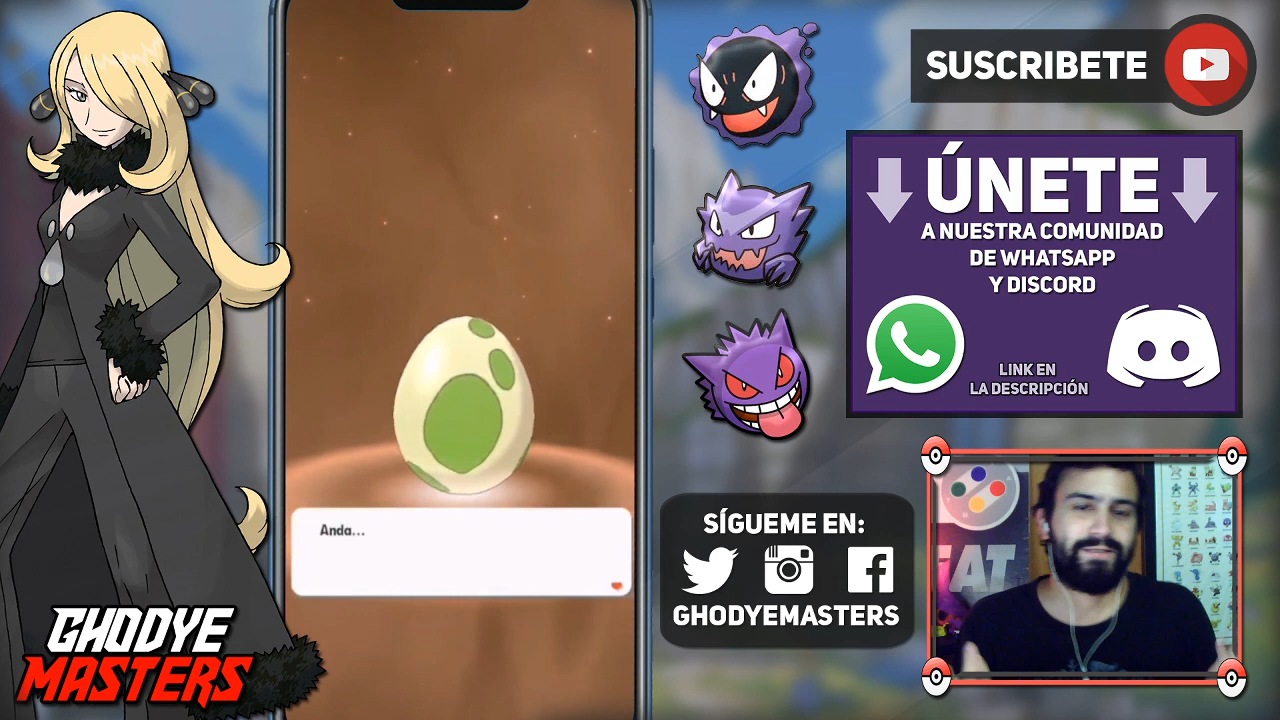 SUSCRIBETE
ÚNETE
A NUESTRA COMUNIDAD
DE WHATSAPP
Y DISCORD
LINK EN
LA DESCRIPCIÓN
Anda...
SÍGUEME EN:
GHODYEMASTERS
GHODYE
MASTERS